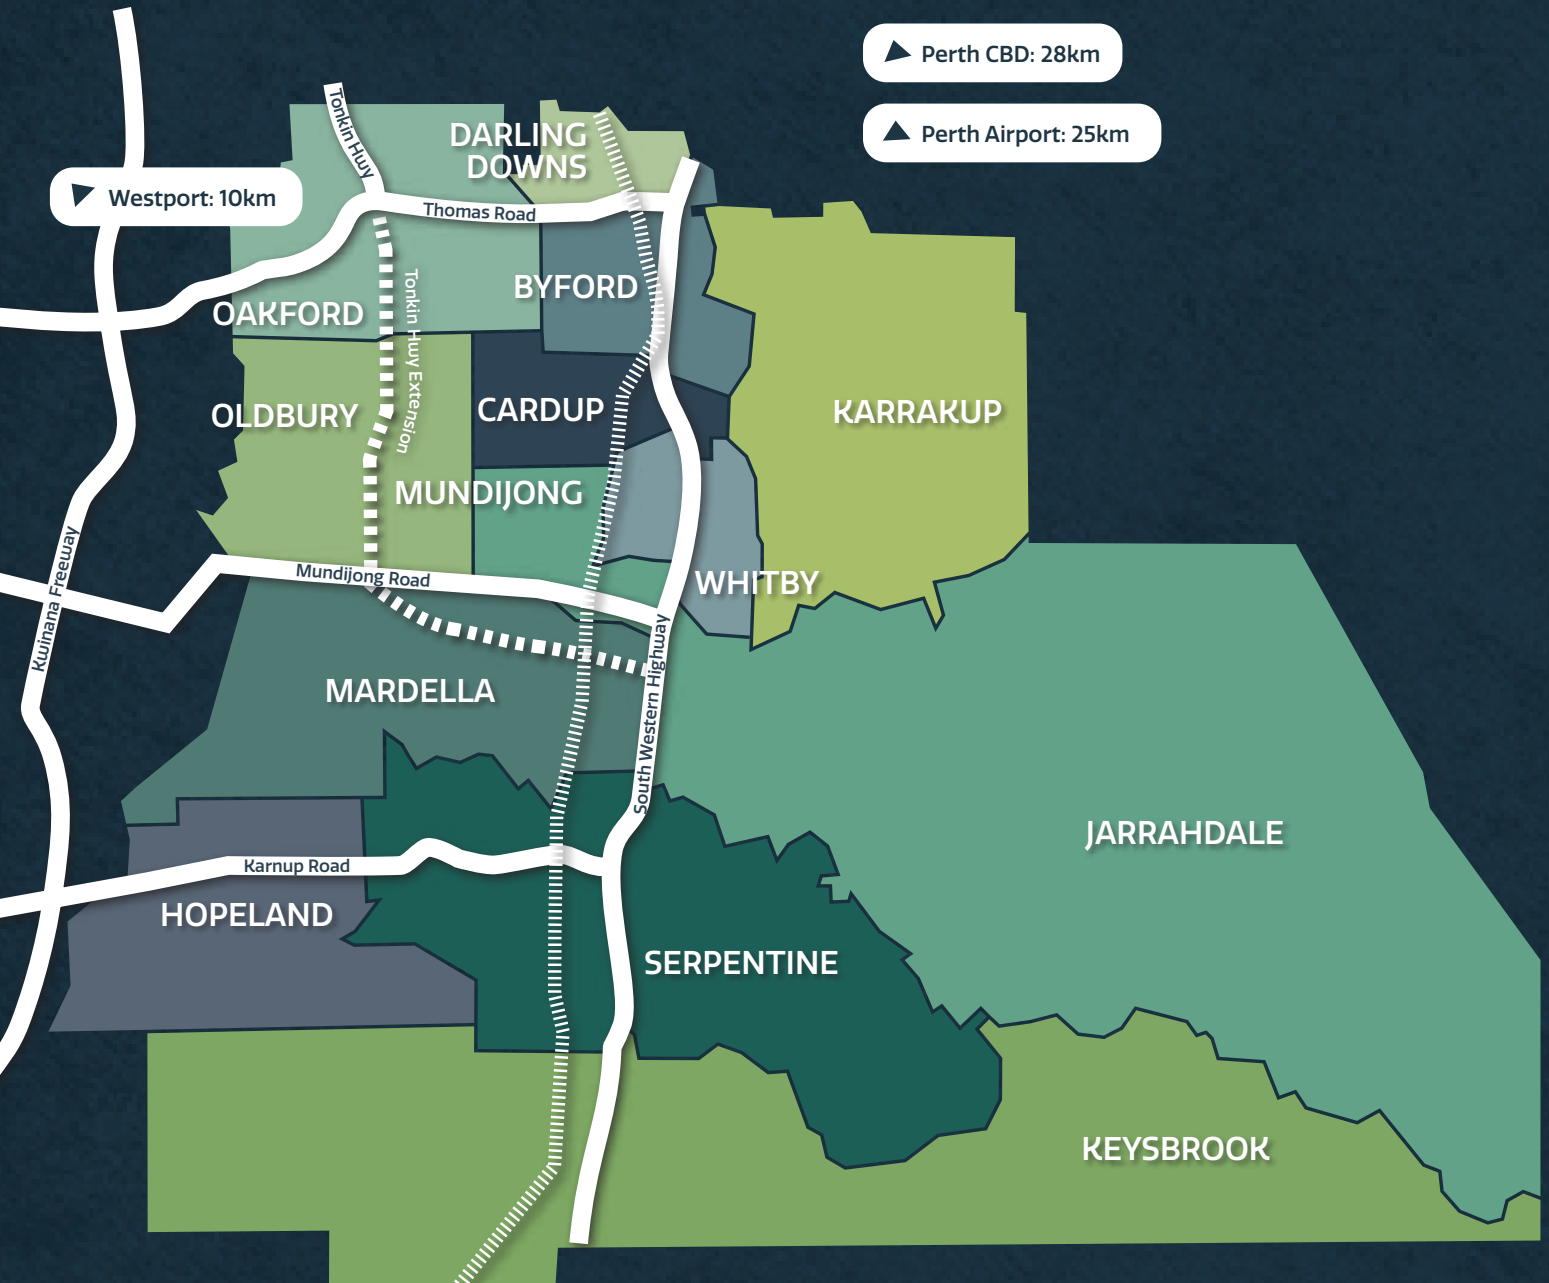 Perth CBD: 28km
Perth Airport: 25km
Westport: 10km
Tonkin Hwy
DARLING
DOWNS
Thomas Road
BYFORD
OAKFORD
Tonkin Hwy Extension
OLDBURY
CARDUP
KARRAKUP
MUNDIJONG
Mundijong Road
WHITBY
Kwinana Freeway
MARDELLA
South Western Highway
JARRAHDALE
Karnup Road
HOPELAND
SERPENTINE
KEYSBROOK